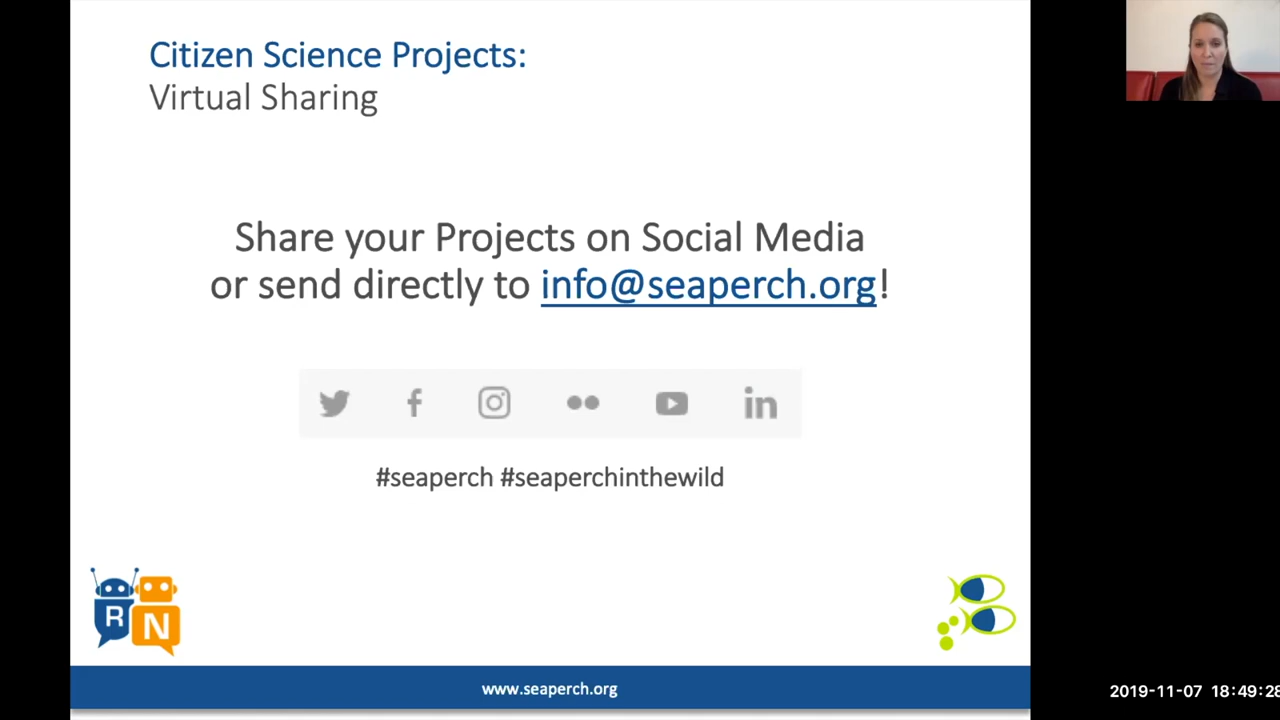 Citizen Science Projects:
Virtual Sharing
Share your Projects on Social Media
or send directly to info@seaperch.org!
#seaperch #seaperchinthewild
R N
www.seaperch.org
2019-11-07 18:49:28